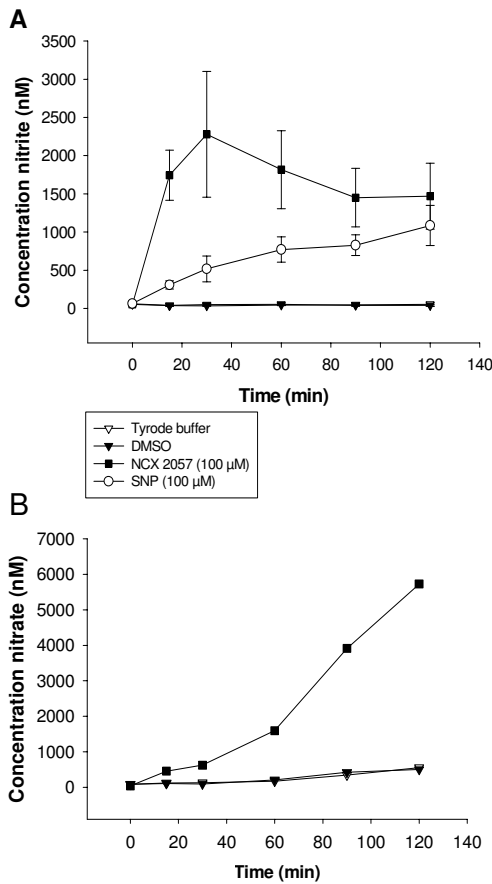 A
Concentration nitrite (nM)
3500
3000
2500
2000
1500
1000
500
0
0 20 40 60 80 100 120 140
Time (min)
Tyrode buffer
DMSO
NCX 2057 (100 µM)
SNP (100 µM)
B
Concentration nitrate (nM)
7000
6000
5000
4000
3000
2000
1000
0
0 20 40 60 80 100 120 140
Time (min)